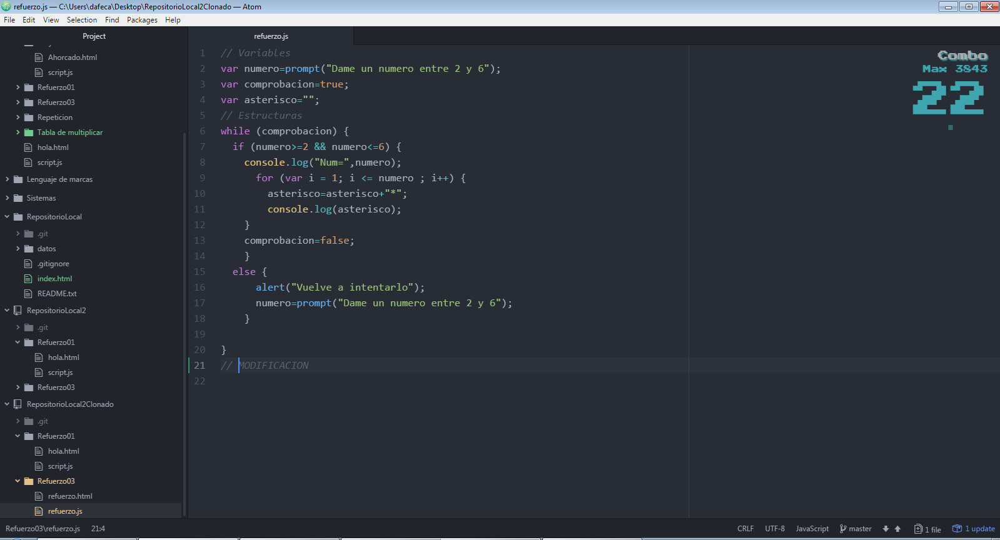 refuerzo.js — C:\Users\dafeca\Desktop\RepositorioLocal2Clonado — Atom
File Edit View Selection Find Packages Help
Project
Ahorcado.html
script.js
Refuerzo01
Refuerzo03
Repeticion
Tabla de multiplicar
hola.html
script.js
Lenguaje de marcas
Sistemas
RepositorioLocal
.git
datos
.gitignore
index.html
README.txt
RepositorioLocal2
.git
Refuerzo01
hola.html
script.js
Refuerzo03
RepositorioLocal2Clonado
.git
Refuerzo01
hola.html
script.js
Refuerzo03
refuerzo.html
refuerzo.js
refuerzo.js
1 // Variables
2 var numero=prompt("Dame un numero entre 2 y 6");
3 var comprobacion=true;
4 var asterisco="";
5 // Estructuras
6 while (comprobacion) {
7 if (numero>=2 && numero<=6) {
8 console.log("Num=",numero);
9 for (var i = 1; i <= numero ; i++) {
10 asterisco=asterisco+"*";
11 console.log(asterisco);
12 }
13 comprobacion=false;
14 }
15 else {
16 alert("Vuelve a intentarlo");
17 numero=prompt("Dame un numero entre 2 y 6");
18 }
19
20 }
21 // MODIFICACION
22
Combo
Max 3843
22
Refuerzo03\refuerzo.js 21:4
CRLF UTF-8 JavaScript master 1 file 1 update